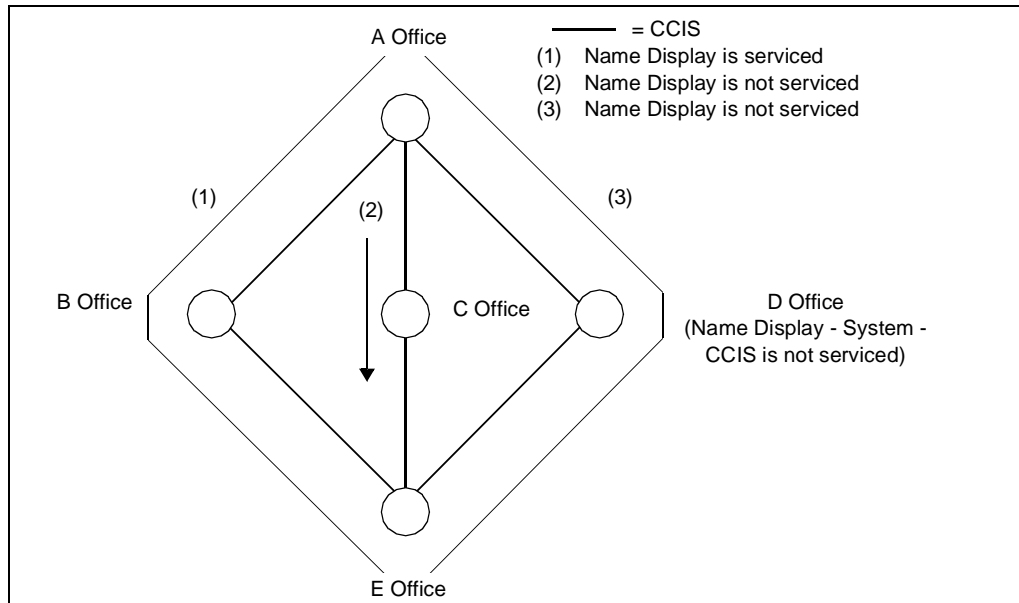 A Office
= CCIS
(1) Name Display is serviced
(2) Name Display is not serviced
(3) Name Display is not serviced
(1)
(2)
(3)
B Office
C Office
D Office
(Name Display - System -
CCIS is not serviced)
E Office